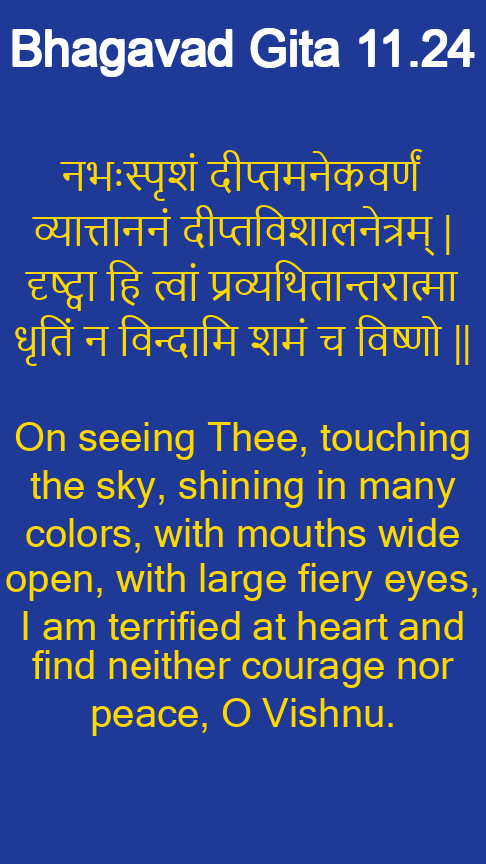 Bhagavad Gita 11.24
नभःस्पृशं दीप्तमनेकवर्णं
व्यात्ताननं दीप्तविशालनेत्रम् |
दृष्ट्वा हि त्वां प्रव्यथितान्तरात्मा
धृतिं न विन्दामि शमं च विष्णो ||
On seeing Thee, touching
the sky, shining in many
colors, with mouths wide
open, with large fiery eyes,
I am terrified at heart and
find neither courage nor
peace, O Vishnu.